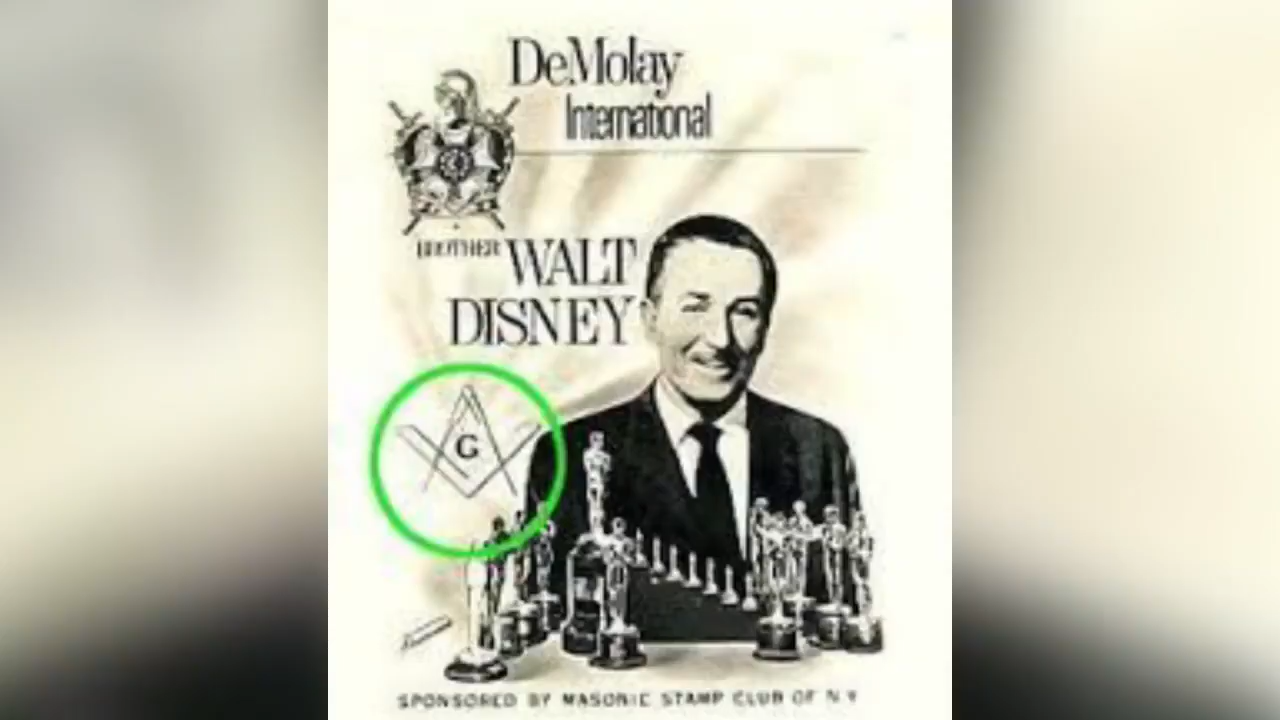 DeMolay
International
BROTHER WALT
DISNEY
G
SPONSORED BY MASONIC STAMP CLUB OF N Y